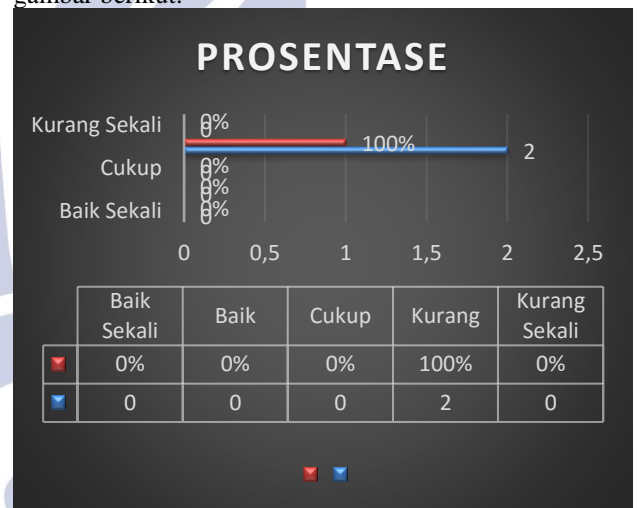 gambar berikut:
PROSENTASE
Kurang Sekali
0%
0
100%
2
Cukup
0%
0
0%
0
Baik Sekali
0%
0
0 0,5 1 1,5 2 2,5
Baik Sekali Baik Cukup Kurang Kurang Sekali
0% 0% 0% 100% 0%
0 0 0 2 0